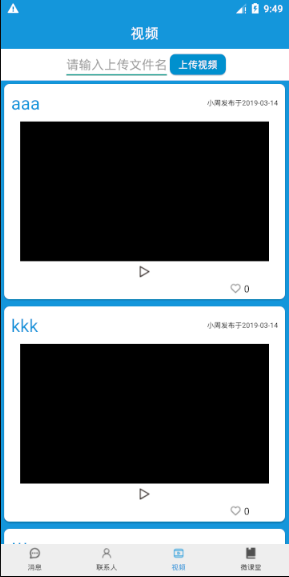 9:49
视频
请输入上传文件名 上传视频
aaa 小周发布于2019-03-14
0
kkk 小周发布于2019-03-14
0
消息 联系人 视频 微课堂